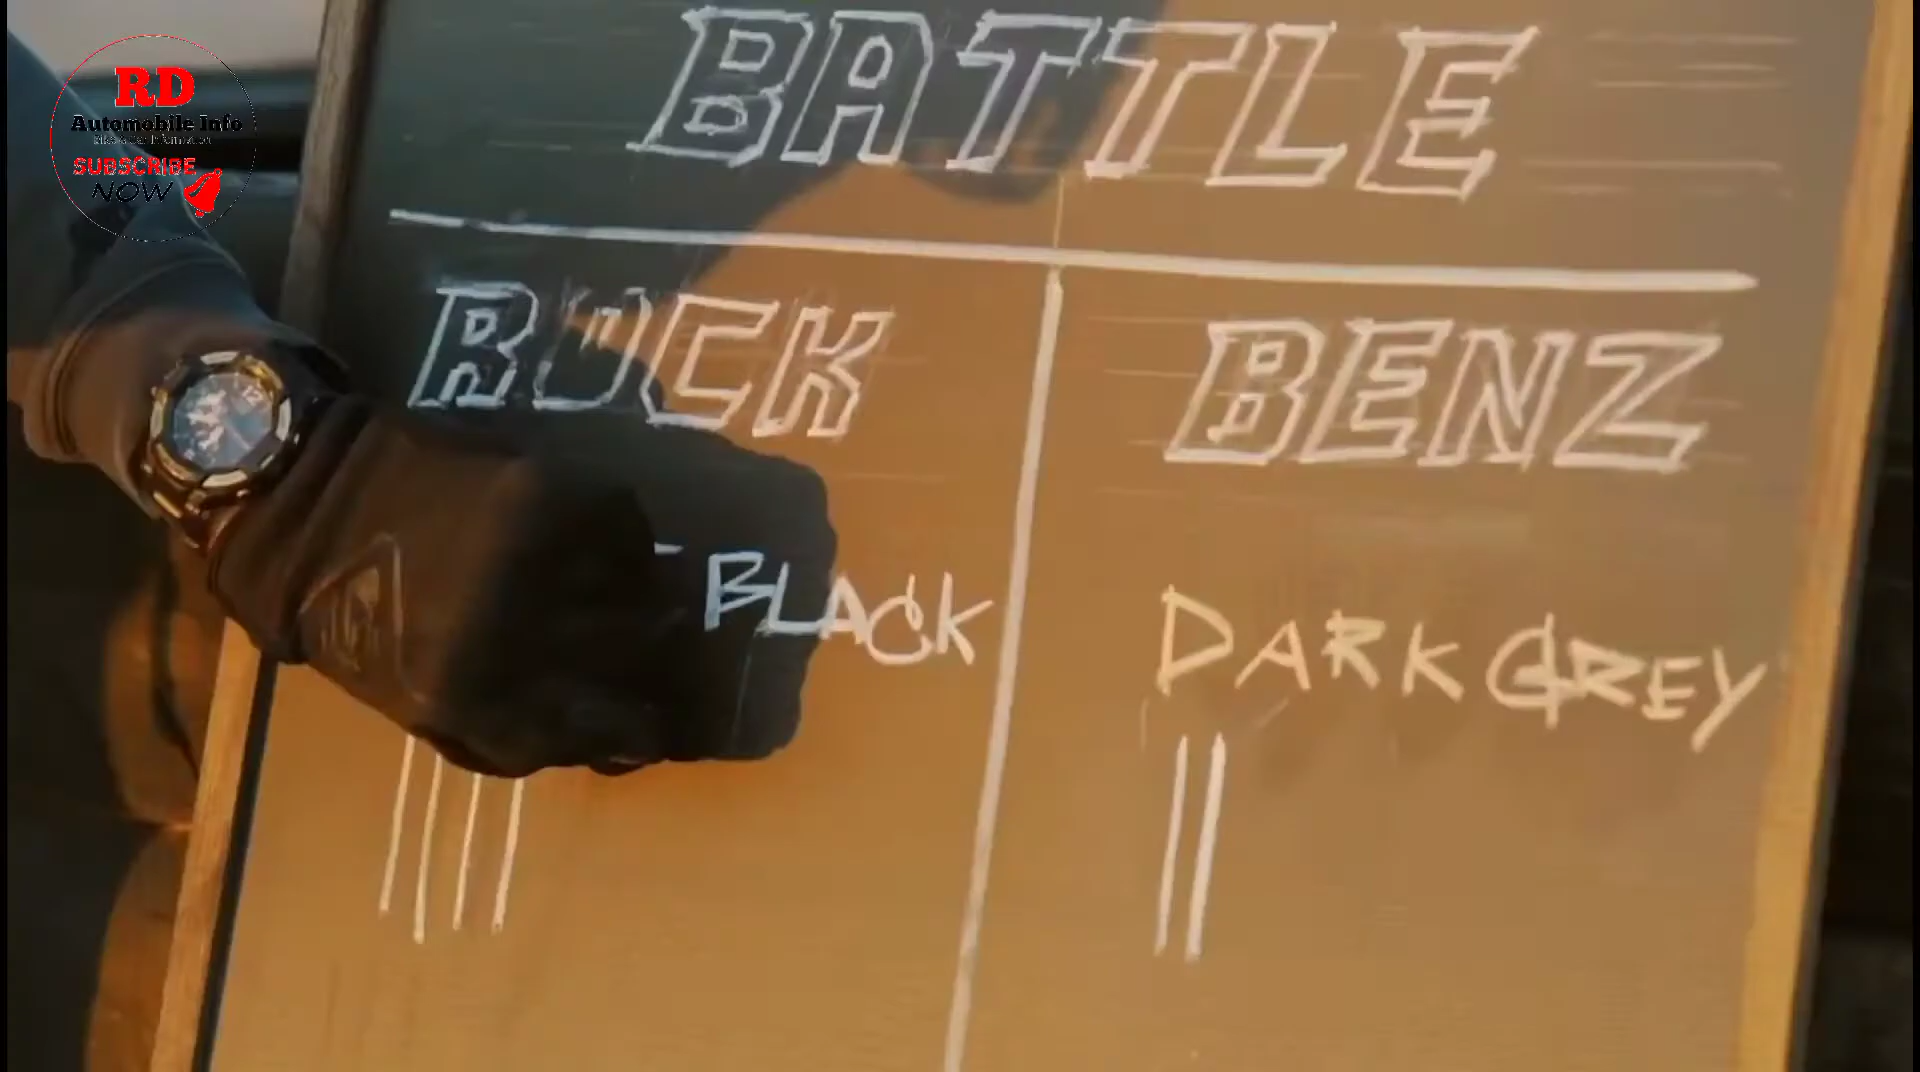 RD
Automobile Info
SUBSCRIBE
NOW
BATTLE
BENZ
BLACK
DARK GREY